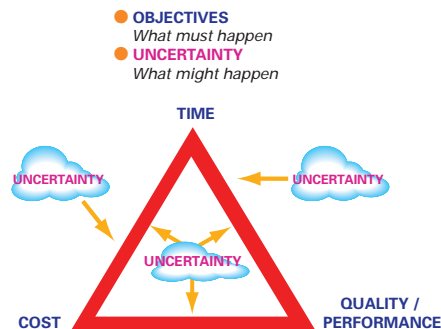 OBJECTIVES
What must happen
UNCERTAINTY
What might happen
TIME
UNCERTAINTY
UNCERTAINTY
UNCERTAINTY
COST
QUALITY /
PERFORMANCE